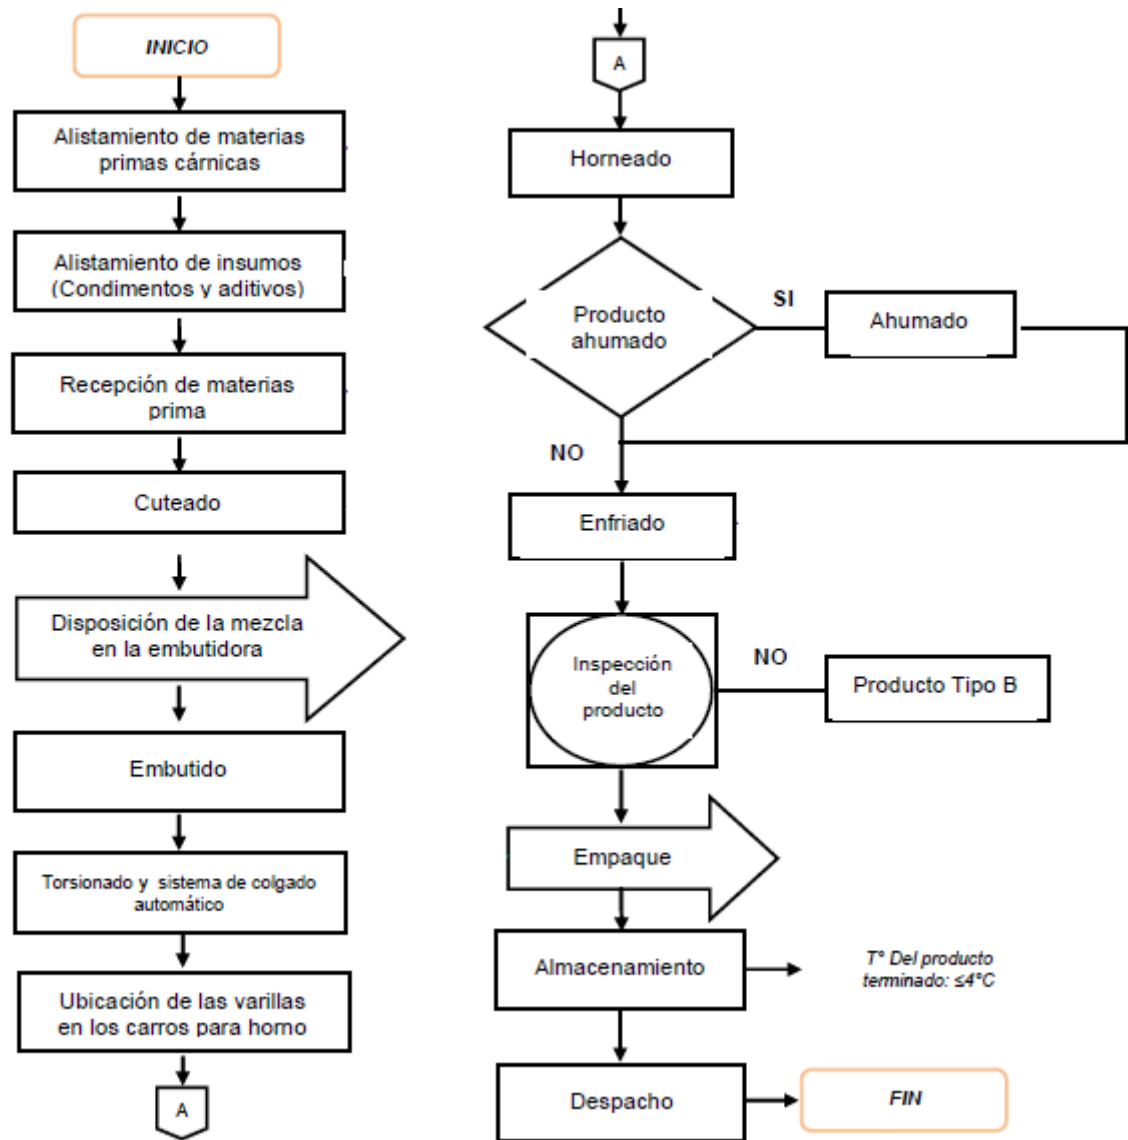 INICIO
Alistamiento de materias
primas cárnicas
Alistamiento de insumos
(Condimentos y aditivos)
Recepción de materias
prima
Cuteado
Disposición de la mezcla
en la embutidora
Embutido
Torsionado y sistema de colgado
automático
Ubicación de las varillas
en los carros para horno
A
A
Horneado
Producto
ahumado
SI
Ahumado
NO
Enfriado
Inspección
del
producto
NO
Producto Tipo B
Empaque
Almacenamiento
T° Del producto
terminado: ≤4°C
Despacho
FIN